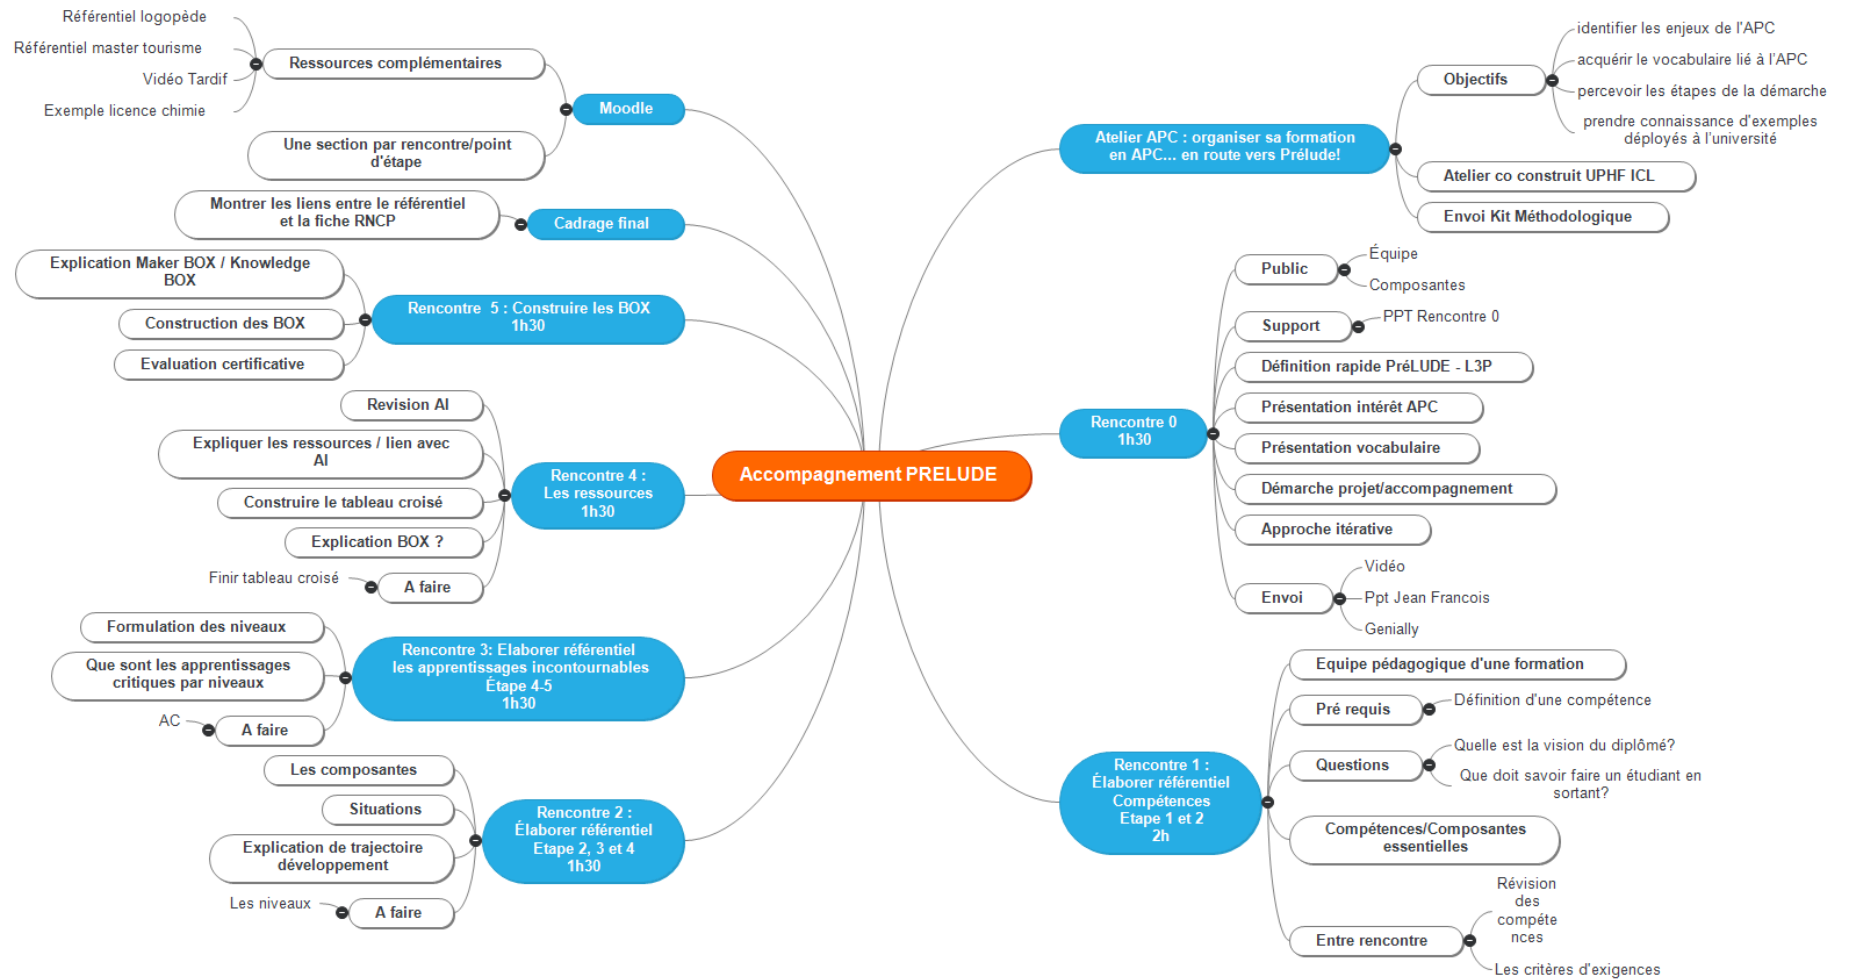 Accompagnement PRELUDE
Atelier APC : organiser sa formation
en APC... en route vers Prélude!
Objectifs
identifier les enjeux de l'APC
acquérir le vocabulaire lié à l'APC
percevoir les étapes de la démarche
prendre connaissance d'exemples
déployés à l'université
Atelier co construit UPHF ICL
Envoi Kit Méthodologique
Rencontre 0
1h30
Public
Équipe
Composantes
Support
PPT Rencontre 0
Définition rapide PréLUDE - L3P
Présentation intérêt APC
Présentation vocabulaire
Démarche projet/accompagnement
Approche itérative
Envoi
Vidéo
Ppt Jean Francois
Genially
Rencontre 1 :
Élaborer référentiel
Compétences
Etape 1 et 2
2h
Equipe pédagogique d'une formation
Pré requis
Définition d'une compétence
Questions
Quelle est la vision du diplômé?
Que doit savoir faire un étudiant en
sortant?
Compétences/Composantes
essentielles
Entre rencontre
Révision
des
compéte
nces
Les critères d'exigences
Rencontre 2 :
Élaborer référentiel
Etape 2, 3 et 4
1h30
Les composantes
Situations
Explication de trajectoire
développement
A faire
Les niveaux
Rencontre 3: Elaborer référentiel
les apprentissages incontournables
Étape 4-5
1h30
Formulation des niveaux
Que sont les apprentissages
critiques par niveaux
A faire
AC
Rencontre 4 :
Les ressources
1h30
Revision AI
Expliquer les ressources / lien avec
AI
Construire le tableau croisé
Explication BOX ?
A faire
Finir tableau croisé
Rencontre  5 : Construire les BOX
1h30
Explication Maker BOX / Knowledge
BOX
Construction des BOX
Evaluation certificative
Cadrage final
Montrer les liens entre le référentiel
et la fiche RNCP
Moodle
Ressources complémentaires
Référentiel logopède
Référentiel master tourisme
Vidéo Tardif
Exemple licence chimie
Une section par rencontre/point
d'étape